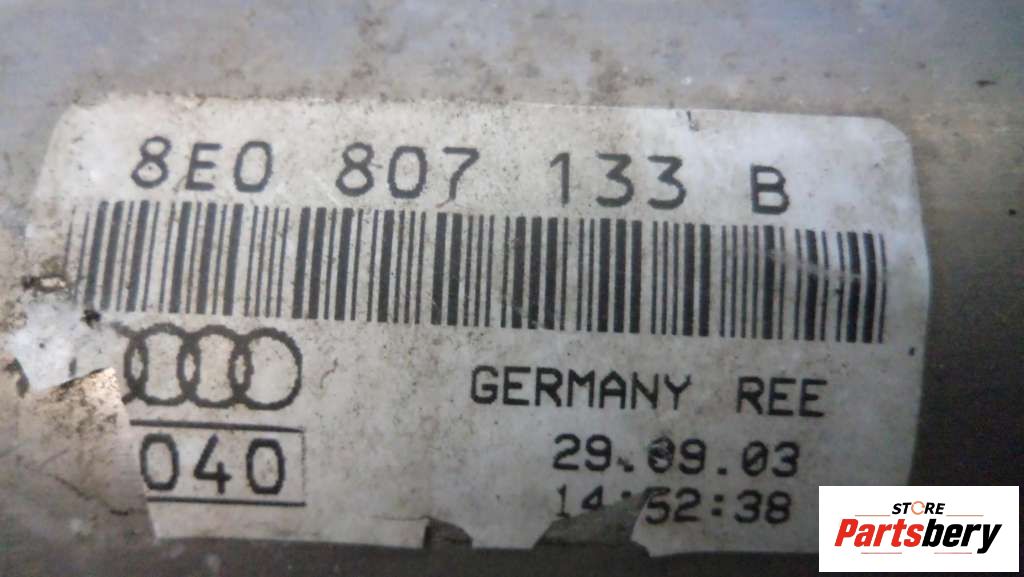 8E0 807 133 B
GERMANY REE
040
29.09.03
14:52:38
STORE
Partsbery